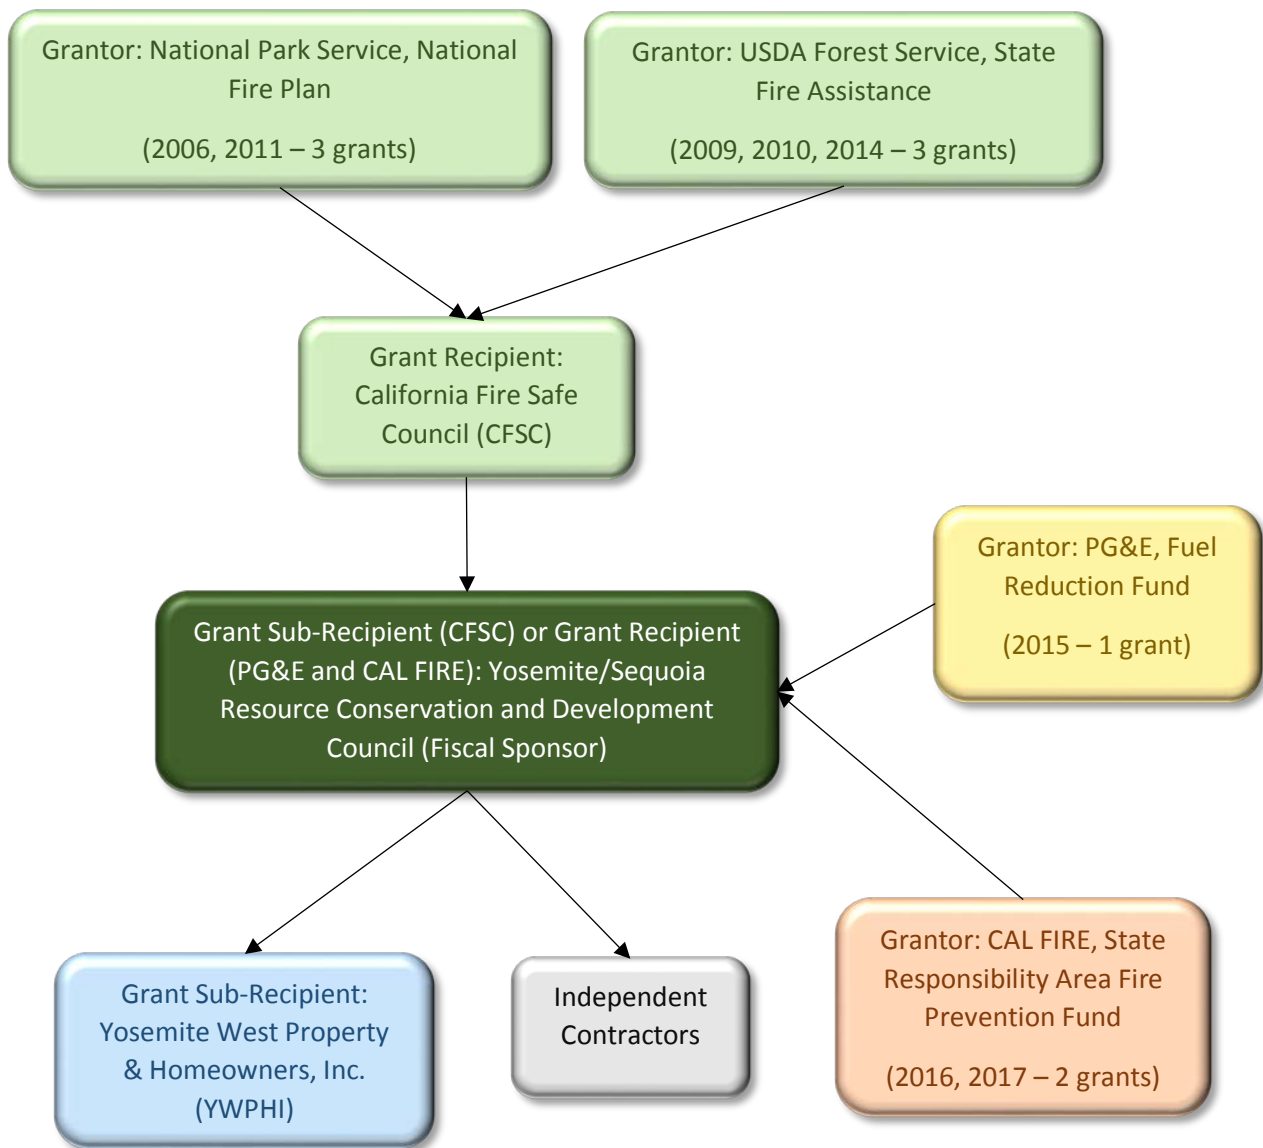 Grantor: National Park Service, National
Fire Plan
(2006, 2011 – 3 grants)
Grantor: USDA Forest Service, State
Fire Assistance
(2009, 2010, 2014 – 3 grants)
Grant Recipient:
California Fire Safe
Council (CFSC)
Grantor: PG&E, Fuel
Reduction Fund
(2015 – 1 grant)
Grant Sub-Recipient (CFSC) or Grant Recipient
(PG&E and CAL FIRE): Yosemite/Sequoia
Resource Conservation and Development
Council (Fiscal Sponsor)
Grant Sub-Recipient:
Yosemite West Property
& Homeowners, Inc.
(YWPHI)
Independent
Contractors
Grantor: CAL FIRE, State
Responsibility Area Fire
Prevention Fund
(2016, 2017 – 2 grants)